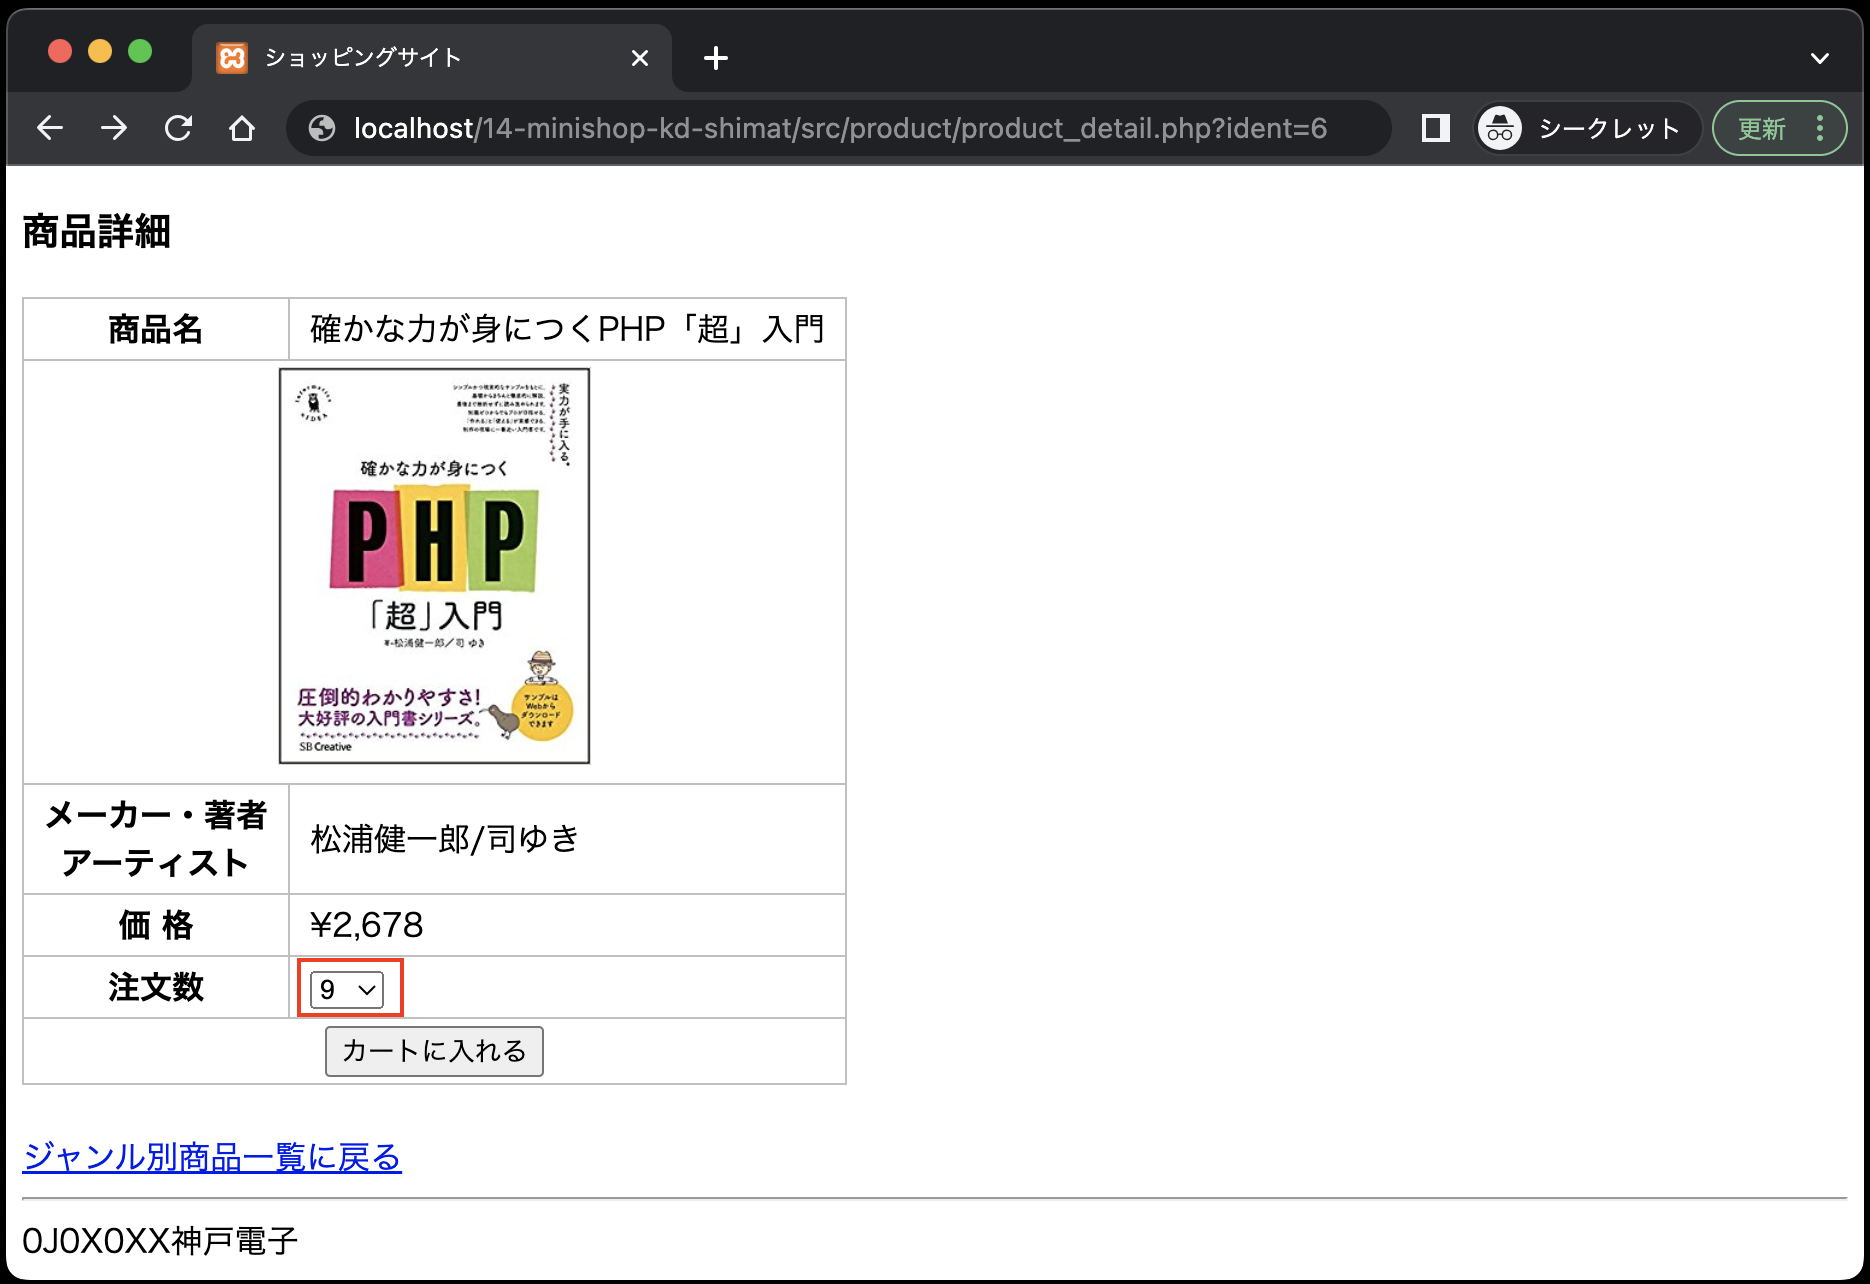 ショッピングサイト
localhost/14-minishop-kd-shimat/src/product/product_detail.php?ident=6
シークレット
更新
商品詳細
商品名
確かな力が身につくPHP「超」入門
実力が手に入る。
確かな力が身につく
PHP
「超」入門
松浦健一郎/司 ゆき
圧倒的わかりやすさ!
大好評の入門書シリーズ。
サンプルは
Webから
ダウンロード
できます
SB Creative
メーカー・著者
アーティスト
松浦健一郎/司ゆき
価 格
¥2,678
注文数
9
カートに入れる
ジャンル別商品一覧に戻る
0J0X0XX神戸電子